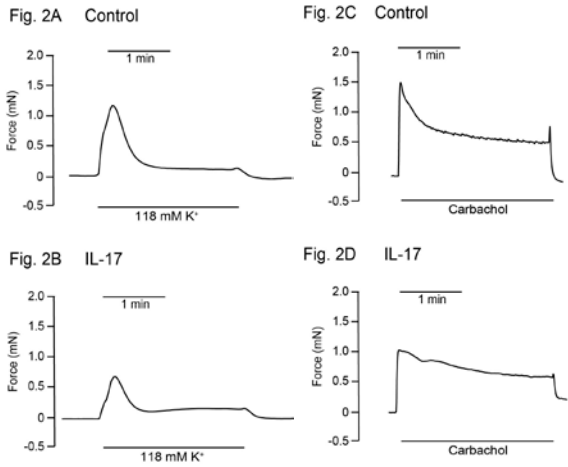 Fig. 2A Control
1 min
2.0
1.5
1.0
0.5
0
-0.5
Force (mN)
118 mM K⁺
Fig. 2C Control
1 min
2.0
1.5
1.0
0.5
0
-0.5
Force (mN)
Carbachol
Fig. 2B IL-17
1 min
2.0
1.5
1.0
0.5
0
-0.5
Force (mN)
118 mM K⁺
Fig. 2D IL-17
1 min
2.0
1.5
1.0
0.5
0
-0.5
Force (mN)
Carbachol